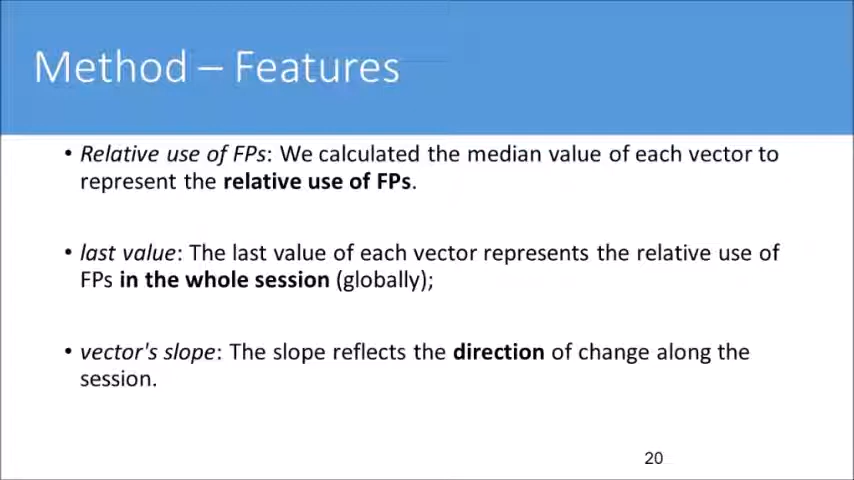 Method – Features
• Relative use of FPs: We calculated the median value of each vector to
represent the relative use of FPs.
• last value: The last value of each vector represents the relative use of
FPs in the whole session (globally);
• vector's slope: The slope reflects the direction of change along the
session.
20